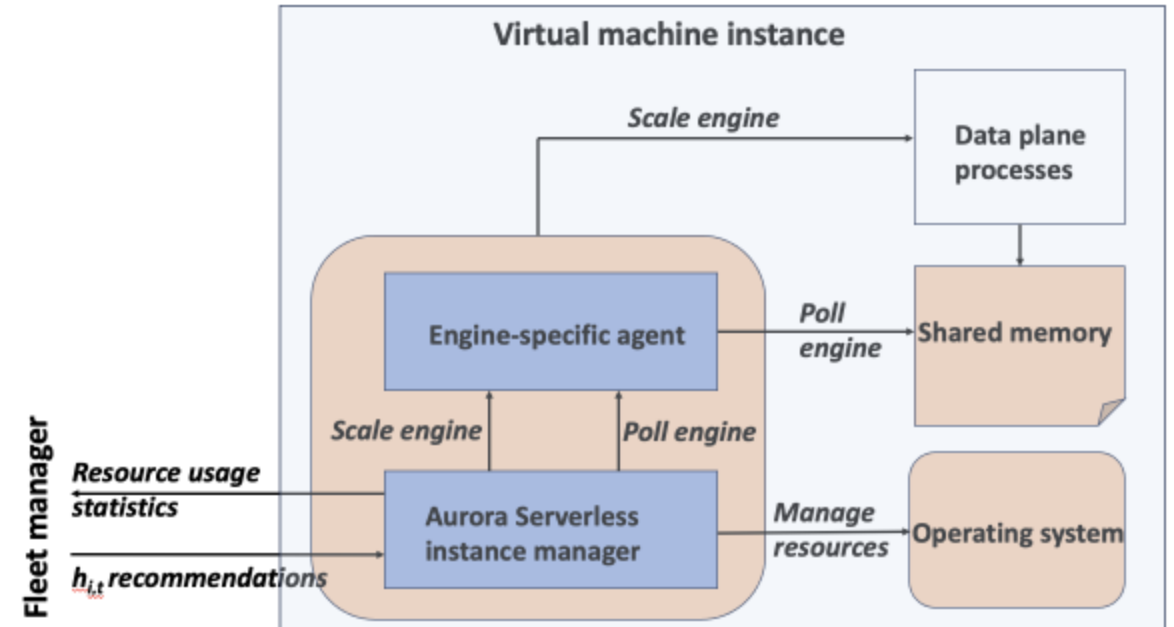 Virtual machine instance
Scale engine
Data plane
processes
Engine-specific agent
Poll
engine
Shared memory
Scale engine
Poll engine
Fleet manager
Resource usage
statistics
Aurora Serverless
instance manager
Manage
resources
Operating system
h_{i,t} recommendations